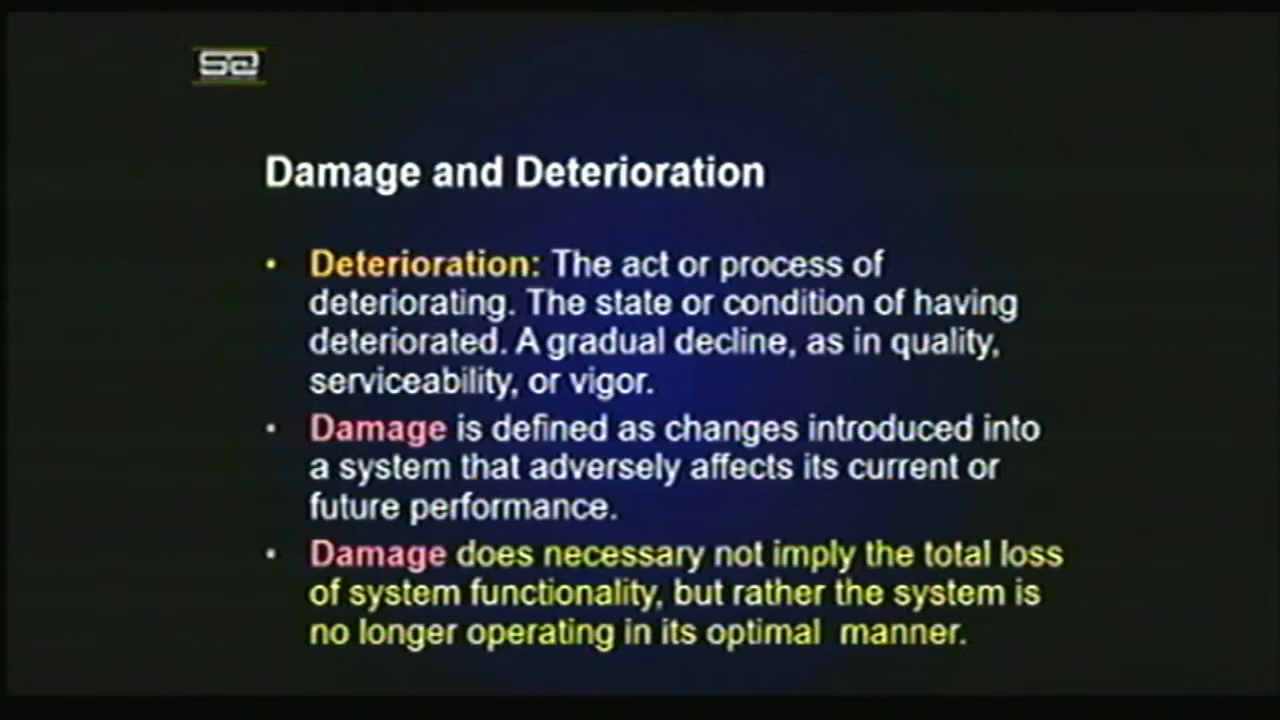 Damage and Deterioration
• Deterioration: The act or process of
deteriorating. The state or condition of having
deteriorated. A gradual decline, as in quality,
serviceability, or vigor.
• Damage is defined as changes introduced into
a system that adversely affects its current or
future performance.
• Damage does necessary not imply the total loss
of system functionality, but rather the system is
no longer operating in its optimal manner.